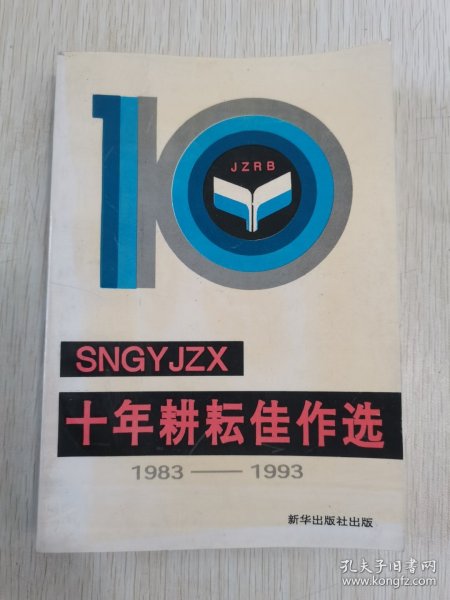 10
JZRB
SNGYJZX
十年耕耘佳作选
1983——1993
新华出版社出版
孔夫子旧书网
www.kongfz.com